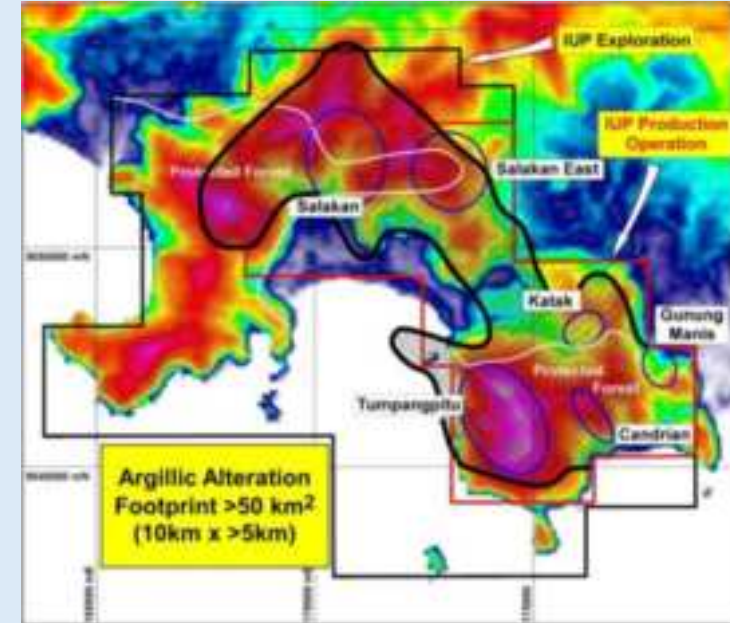 IUP Exploration
IUP Production
Operation
Protected Forest
Salakan East
Salakan
Katak
Gunung
Manis
Protected
Forest
Tumpangpitu
Candrian
Argillic Alteration
Footprint >50 km²
(10km x >5km)